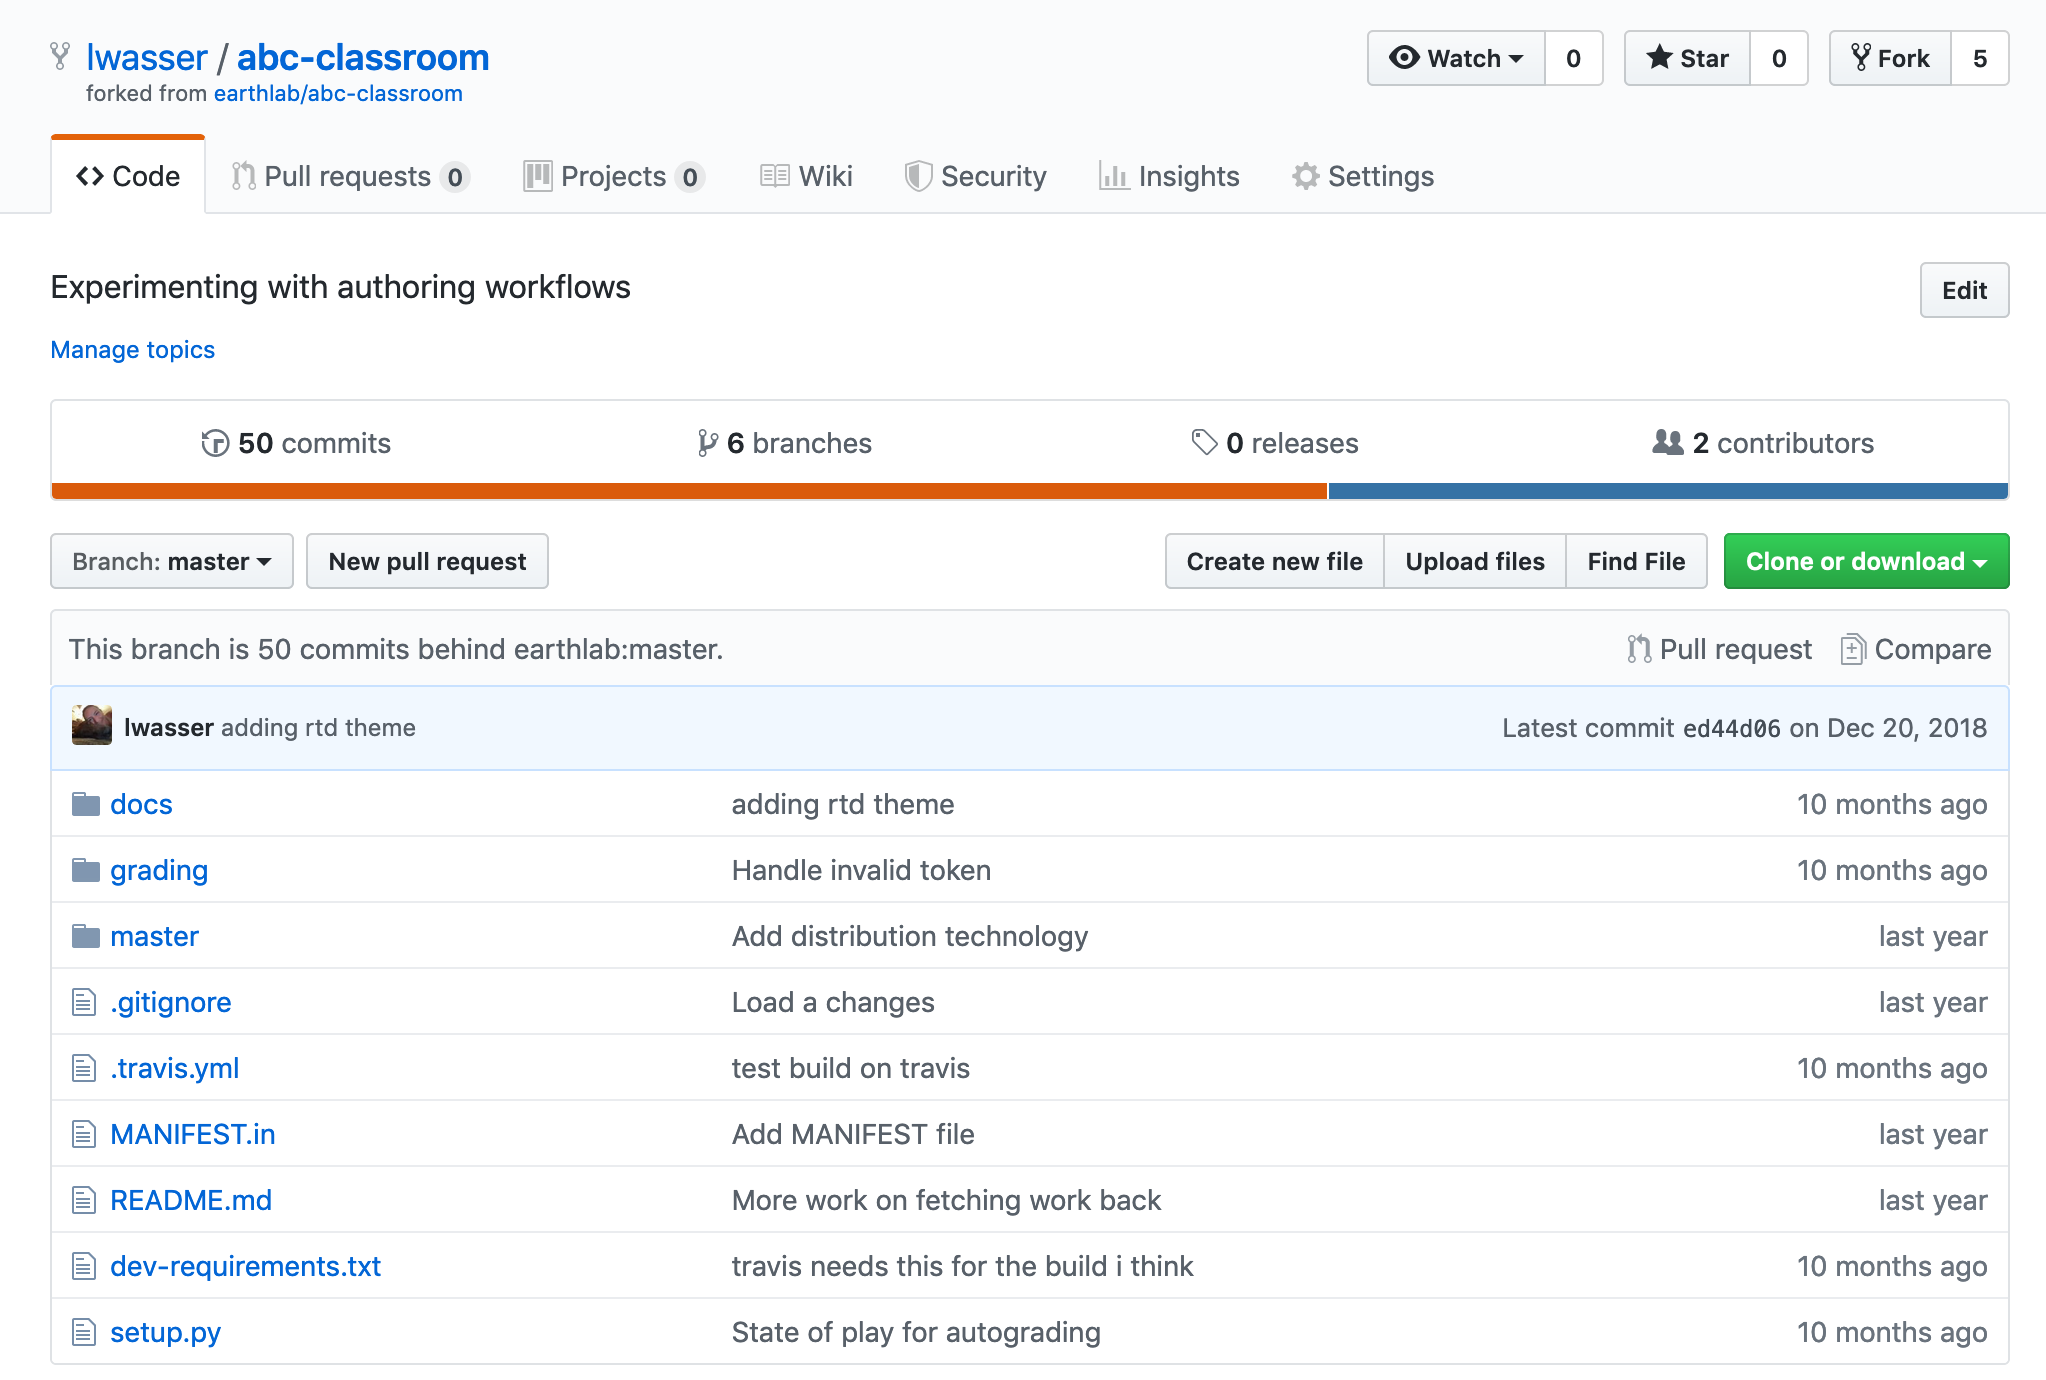 lwasser / abc-classroom
forked from earthlab/abc-classroom
Watch 0 Star 0 Fork 5
Code Pull requests 0 Projects 0 Wiki Security Insights Settings
Experimenting with authoring workflows
Edit
Manage topics
50 commits 6 branches 0 releases 2 contributors
Branch: master New pull request Create new file Upload files Find File Clone or download
This branch is 50 commits behind earthlab:master. Pull request Compare
lwasser adding rtd theme Latest commit ed44d06 on Dec 20, 2018
docs adding rtd theme 10 months ago
grading Handle invalid token 10 months ago
master Add distribution technology last year
.gitignore Load a changes last year
.travis.yml test build on travis 10 months ago
MANIFEST.in Add MANIFEST file last year
README.md More work on fetching work back last year
dev-requirements.txt travis needs this for the build i think 10 months ago
setup.py State of play for autograding 10 months ago